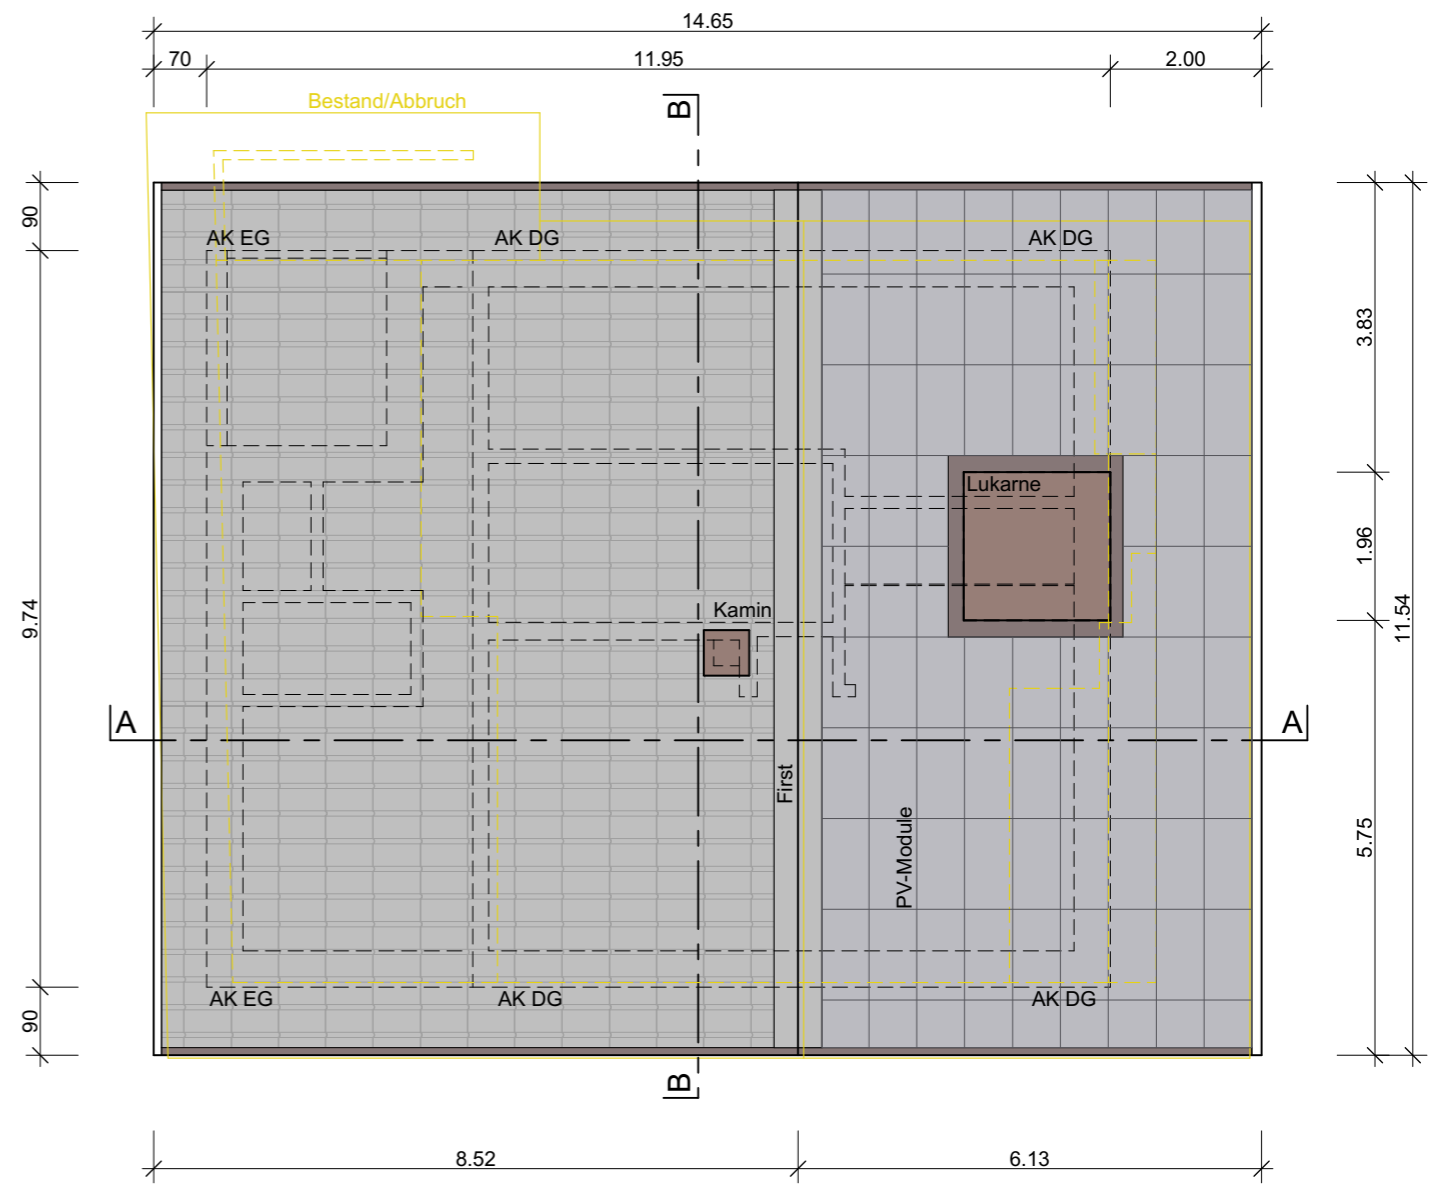 14.65
70
11.95
2.00
Bestand/Abbruch
B
90
AK EG
AK DG
AK DG
3.83
Lukarne
1.96
11.54
9.74
Kamin
A
A
First
PV-Module
5.75
AK EG
AK DG
AK DG
90
B
8.52
6.13